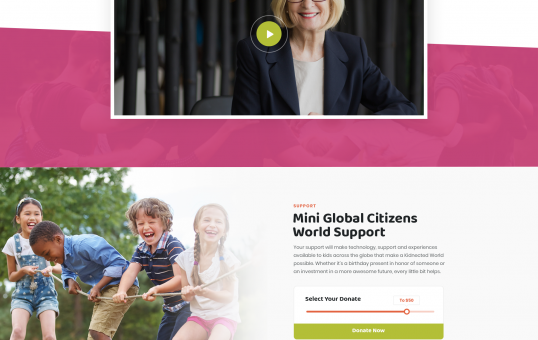 SUPPORT
Mini Global Citizens
World Support
Your support will make technology, support and experiences
available to kids across the globe that make a Kidnected World
possible. Whether it's a birthday present in honor of someone or
an investment in a more awesome future, every little bit helps.
Select Your Donate
Donate Now